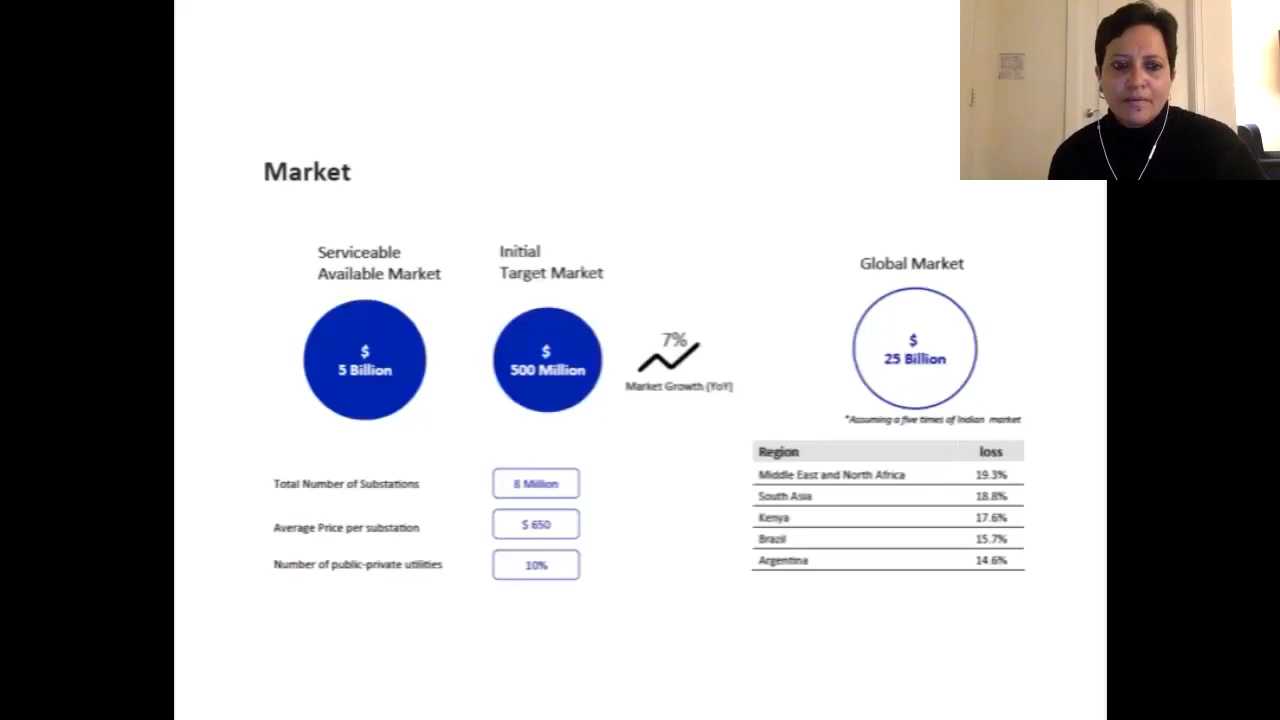 Market
Serviceable
Available Market
$
5 Billion
Initial
Target Market
$
500 Million
7%
Market Growth (YoY)
Global Market
$
25 Billion
*Assuming a five times of Indian market
Total Number of Substations 8 Million
Average Price per substation $ 650
Number of public-private utilities 10%
Region loss
Middle East and North Africa 19.3%
South Asia 18.8%
Kenya 17.6%
Brazil 15.7%
Argentina 14.6%